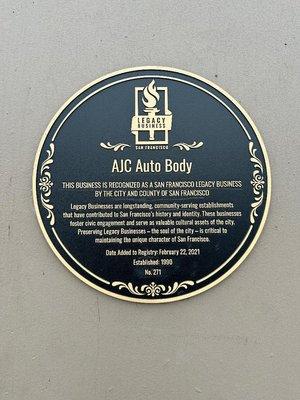 LEGACY
BUSINESS
SAN FRANCISCO
AJC Auto Body
THIS BUSINESS IS RECOGNIZED AS A SAN FRANCISCO LEGACY BUSINESS
BY THE CITY AND COUNTY OF SAN FRANCISCO
Legacy Businesses are longstanding, community-serving establishments
that have contributed to San Francisco's history and identity. These businesses
foster civic engagement and serve as valuable cultural assets of the city.
Preserving Legacy Businesses – the soul of the city – is critical to
maintaining the unique character of San Francisco.
Date Added to Registry: February 22, 2021
Established: 1990
No. 271